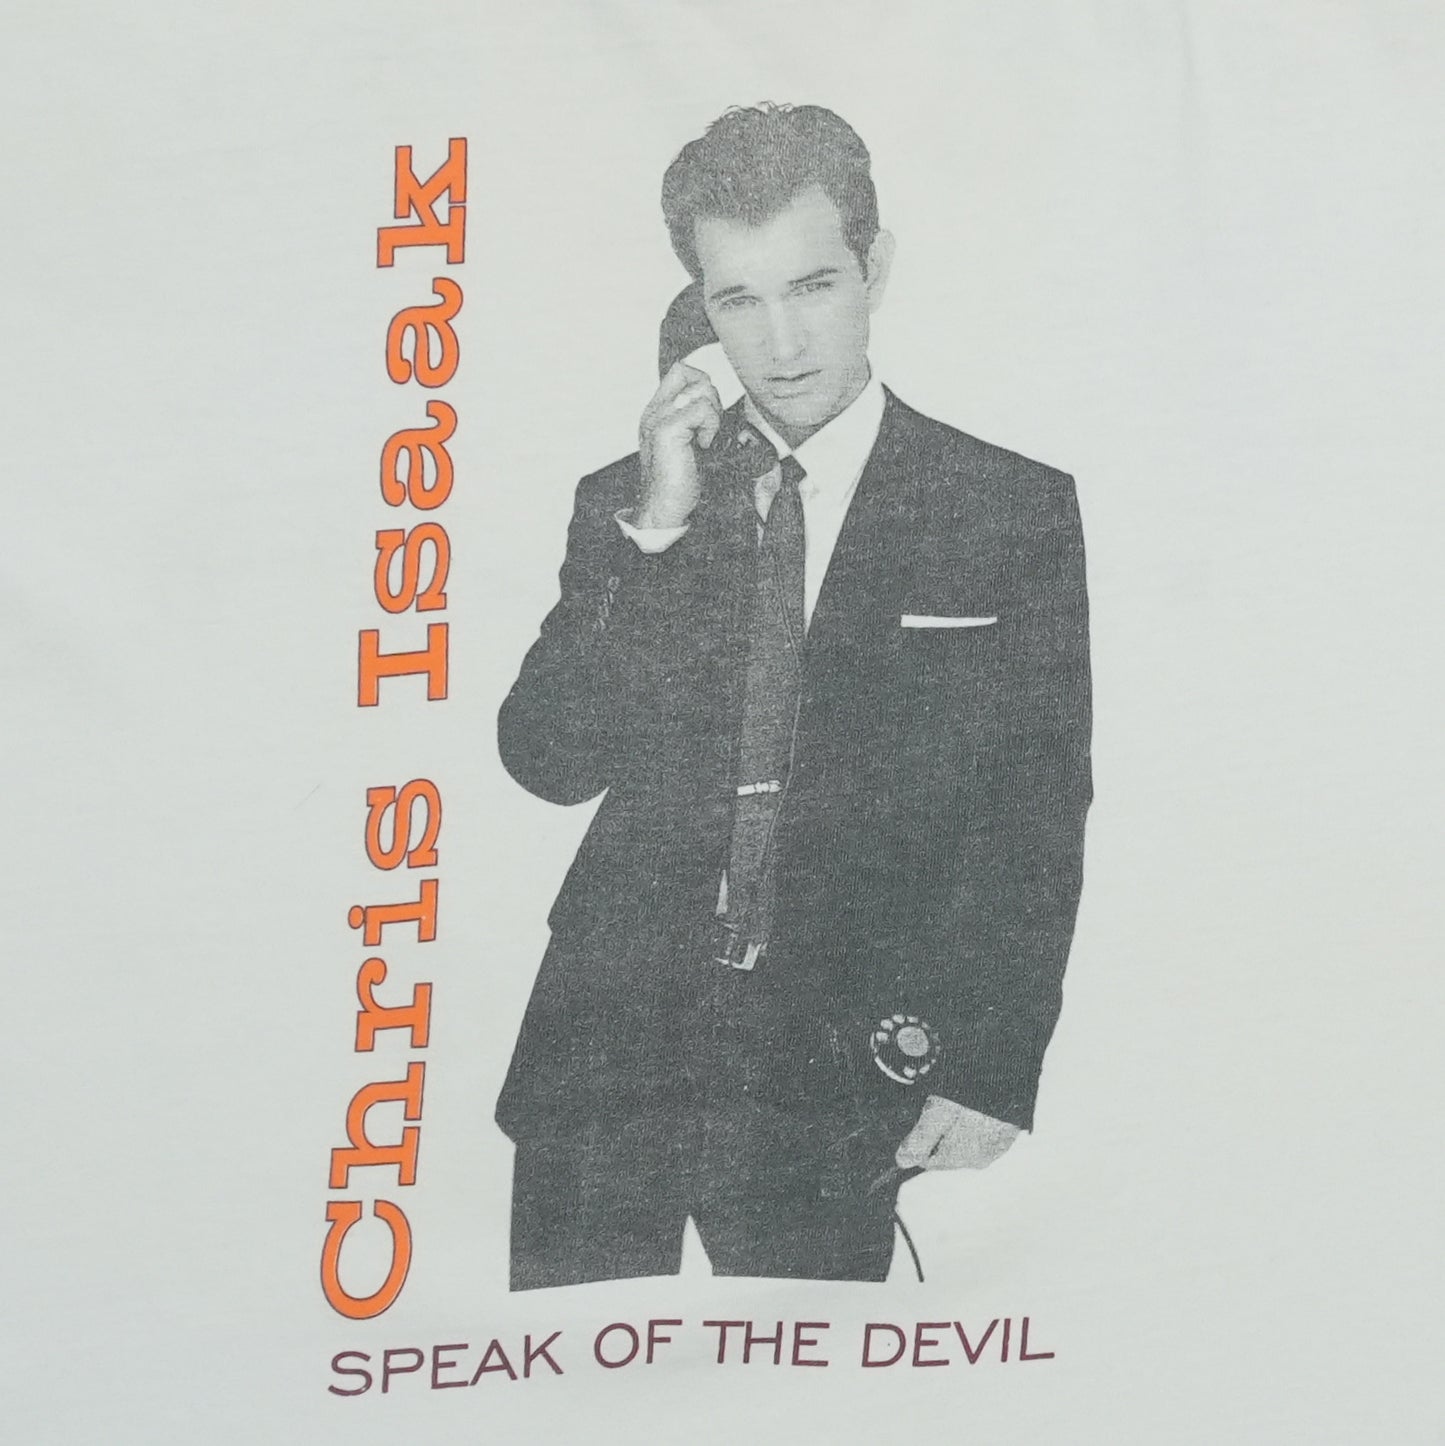 Chris Isaak
SPEAK OF THE DEVIL